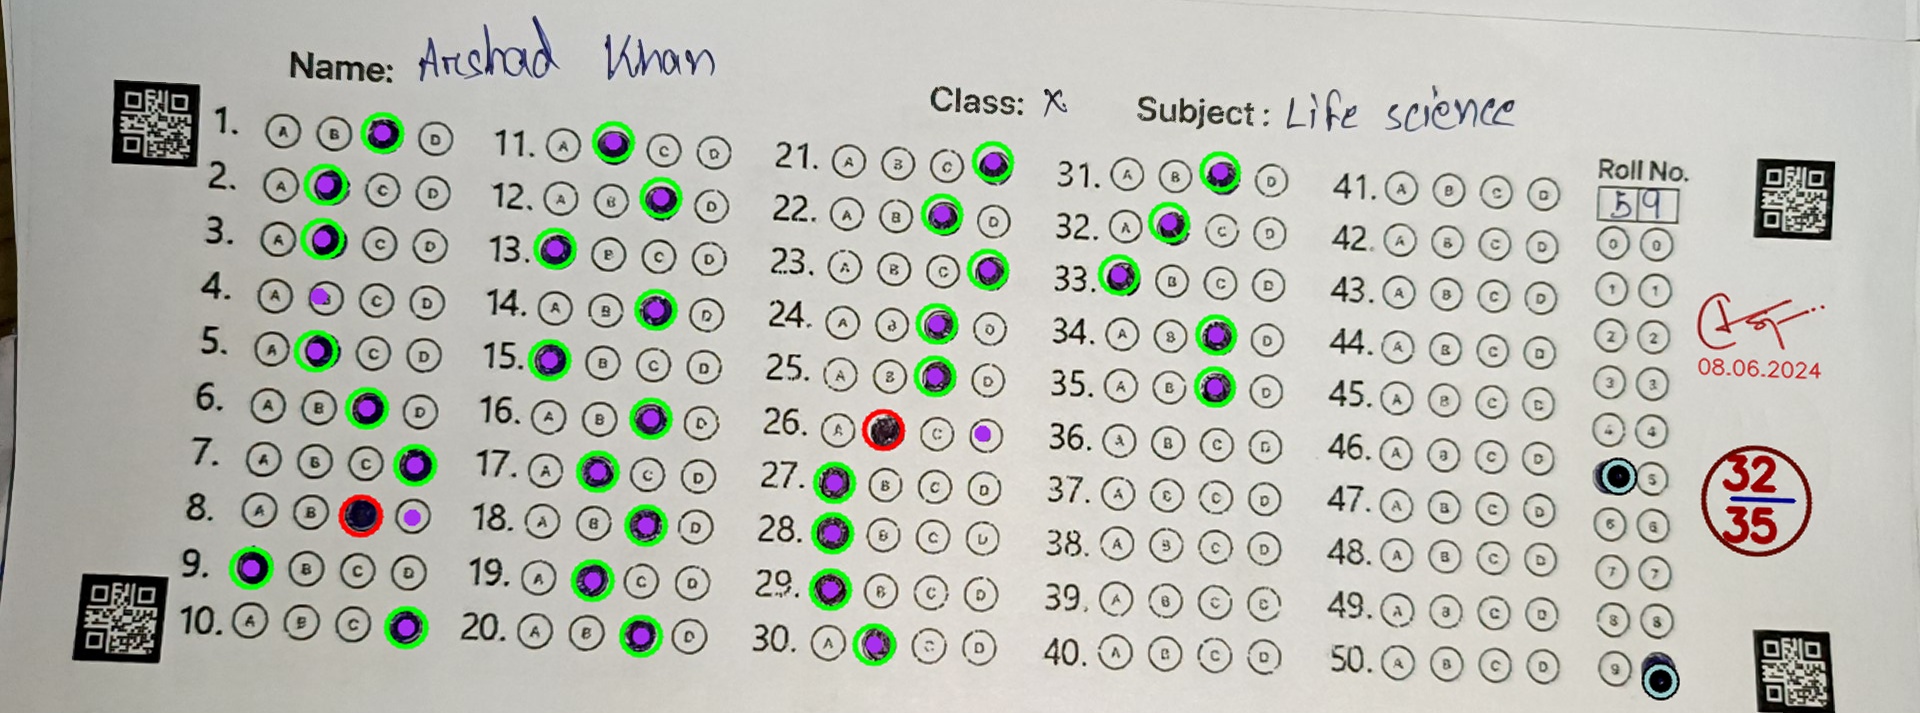 Name: Arshad Khan
Class: X Subject: Life science
1. A B D 11. A C D 21. A B C 31. A B D 41. A B C D Roll No.
2. A C D 12. A B D 22. A B D 32. A C D 42. A B C D 5 9
3. A C D 13. B C D 23. A B C 33. B C D 43. A B C D 0 0
4. A B C D 14. A B D 24. A B D 34. A B D 44. A B C D 1 1
5. A C D 15. B C D 25. A B D 35. A B D 45. A B C D 2 2
6. A B D 16. A B D 26. A C 36. A B C D 46. A B C D 3 3
7. A B C 17. A C D 27. B C D 37. A B C D 47. A B C D 4 4
8. A B 18. A B D 28. B C D 38. A B C D 48. A B C D 5
9. B C D 19. A C D 29. B C D 39. A B C D 49. A B C D 6 6
10. A B C 20. A B D 30. A C D 40. A B C D 50. A B C D 7 7
8 8
9
08.06.2024
32
35